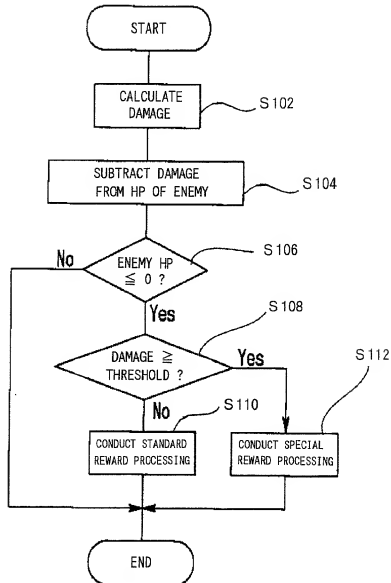 START
CALCULATE
DAMAGE
S102
SUBTRACT DAMAGE
FROM HP OF ENEMY
S104
ENEMY HP
≦ 0 ?
S106
No
Yes
DAMAGE ≧
THRESHOLD ?
S108
Yes
No
S110
S112
CONDUCT STANDARD
REWARD PROCESSING
CONDUCT SPECIAL
REWARD PROCESSING
END